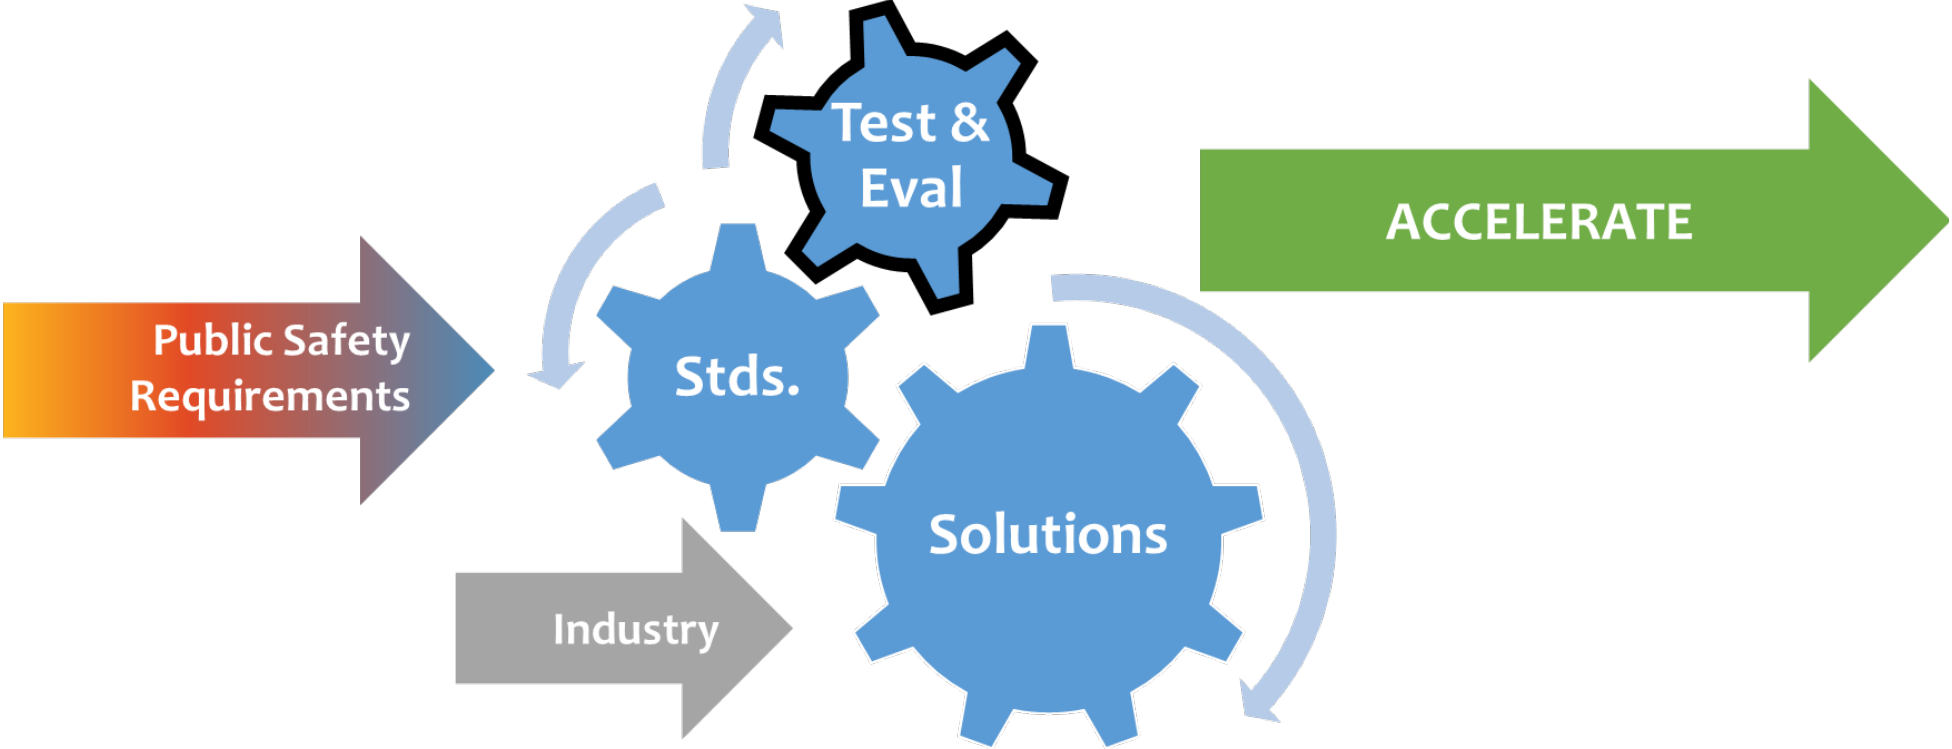 Test &
Eval
ACCELERATE
Public Safety
Requirements
Stds.
Solutions
Industry